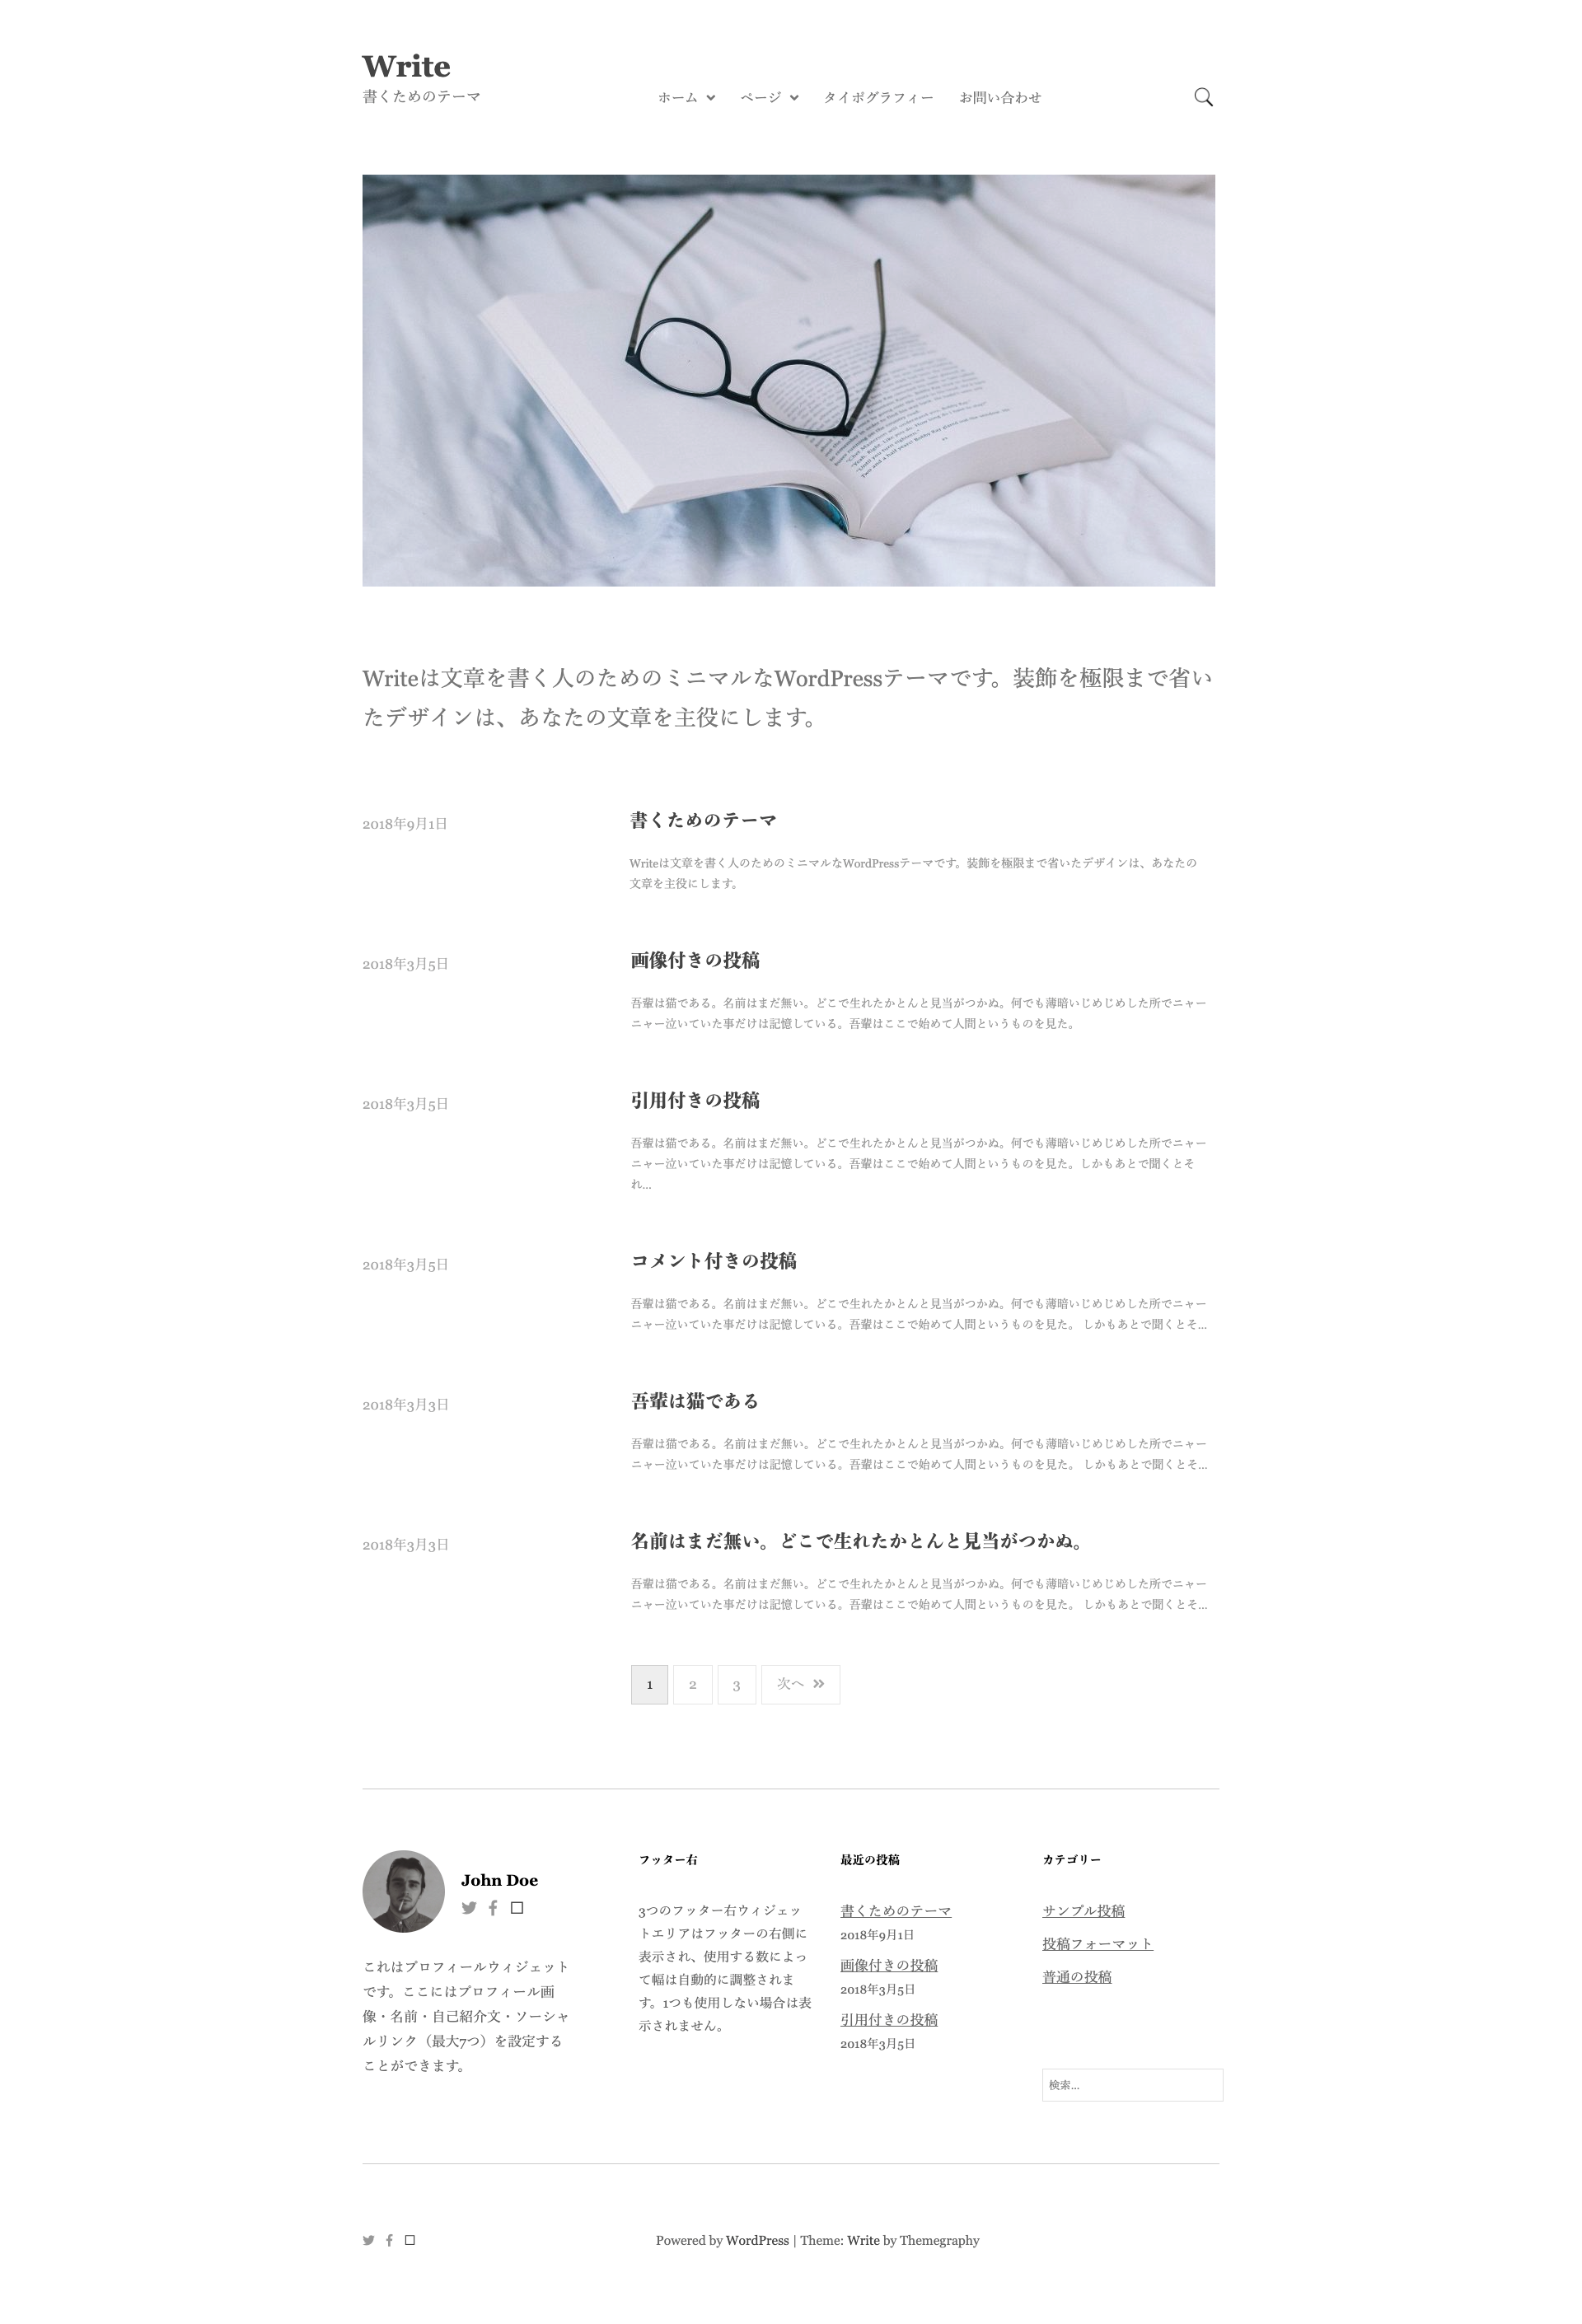 Write
書くためのテーマ
ホーム ページ タイポグラフィー お問い合わせ
Writeは文章を書く人のためのミニマルなWordPressテーマです。装飾を極限まで省い
たデザインは、あなたの文章を主役にします。
2018年9月1日
書くためのテーマ
Writeは文章を書く人のためのミニマルなWordPressテーマです。装飾を極限まで省いたデザインは、あなたの
文章を主役にします。
2018年3月5日
画像付きの投稿
吾輩は猫である。名前はまだ無い。どこで生れたかとんと見当がつかぬ。何でも薄暗いじめじめした所でニャー
ニャー泣いていた事だけは記憶している。吾輩はここで始めて人間というものを見た。
2018年3月5日
引用付きの投稿
吾輩は猫である。名前はまだ無い。どこで生れたかとんと見当がつかぬ。何でも薄暗いじめじめした所でニャー
ニャー泣いていた事だけは記憶している。吾輩はここで始めて人間というものを見た。しかもあとで聞くとそ
れ...
2018年3月5日
コメント付きの投稿
吾輩は猫である。名前はまだ無い。どこで生れたかとんと見当がつかぬ。何でも薄暗いじめじめした所でニャー
ニャー泣いていた事だけは記憶している。吾輩はここで始めて人間というものを見た。 しかもあとで聞くとそ...
2018年3月3日
吾輩は猫である
吾輩は猫である。名前はまだ無い。どこで生れたかとんと見当がつかぬ。何でも薄暗いじめじめした所でニャー
ニャー泣いていた事だけは記憶している。吾輩はここで始めて人間というものを見た。 しかもあとで聞くとそ...
2018年3月3日
名前はまだ無い。どこで生れたかとんと見当がつかぬ。
吾輩は猫である。名前はまだ無い。どこで生れたかとんと見当がつかぬ。何でも薄暗いじめじめした所でニャー
ニャー泣いていた事だけは記憶している。吾輩はここで始めて人間というものを見た。 しかもあとで聞くとそ...
1 2 3 次へ »
John Doe
これはプロフィールウィジェット
です。ここにはプロフィール画
像・名前・自己紹介文・ソーシャ
ルリンク（最大7つ）を設定する
ことができます。
フッター右
3つのフッター右ウィジェッ
トエリアはフッターの右側に
表示され、使用する数によっ
て幅は自動的に調整されま
す。1つも使用しない場合は表
示されません。
最近の投稿
書くためのテーマ
2018年9月1日
画像付きの投稿
2018年3月5日
引用付きの投稿
2018年3月5日
カテゴリー
サンプル投稿
投稿フォーマット
普通の投稿
検索...
Powered by WordPress | Theme: Write by Themegraphy